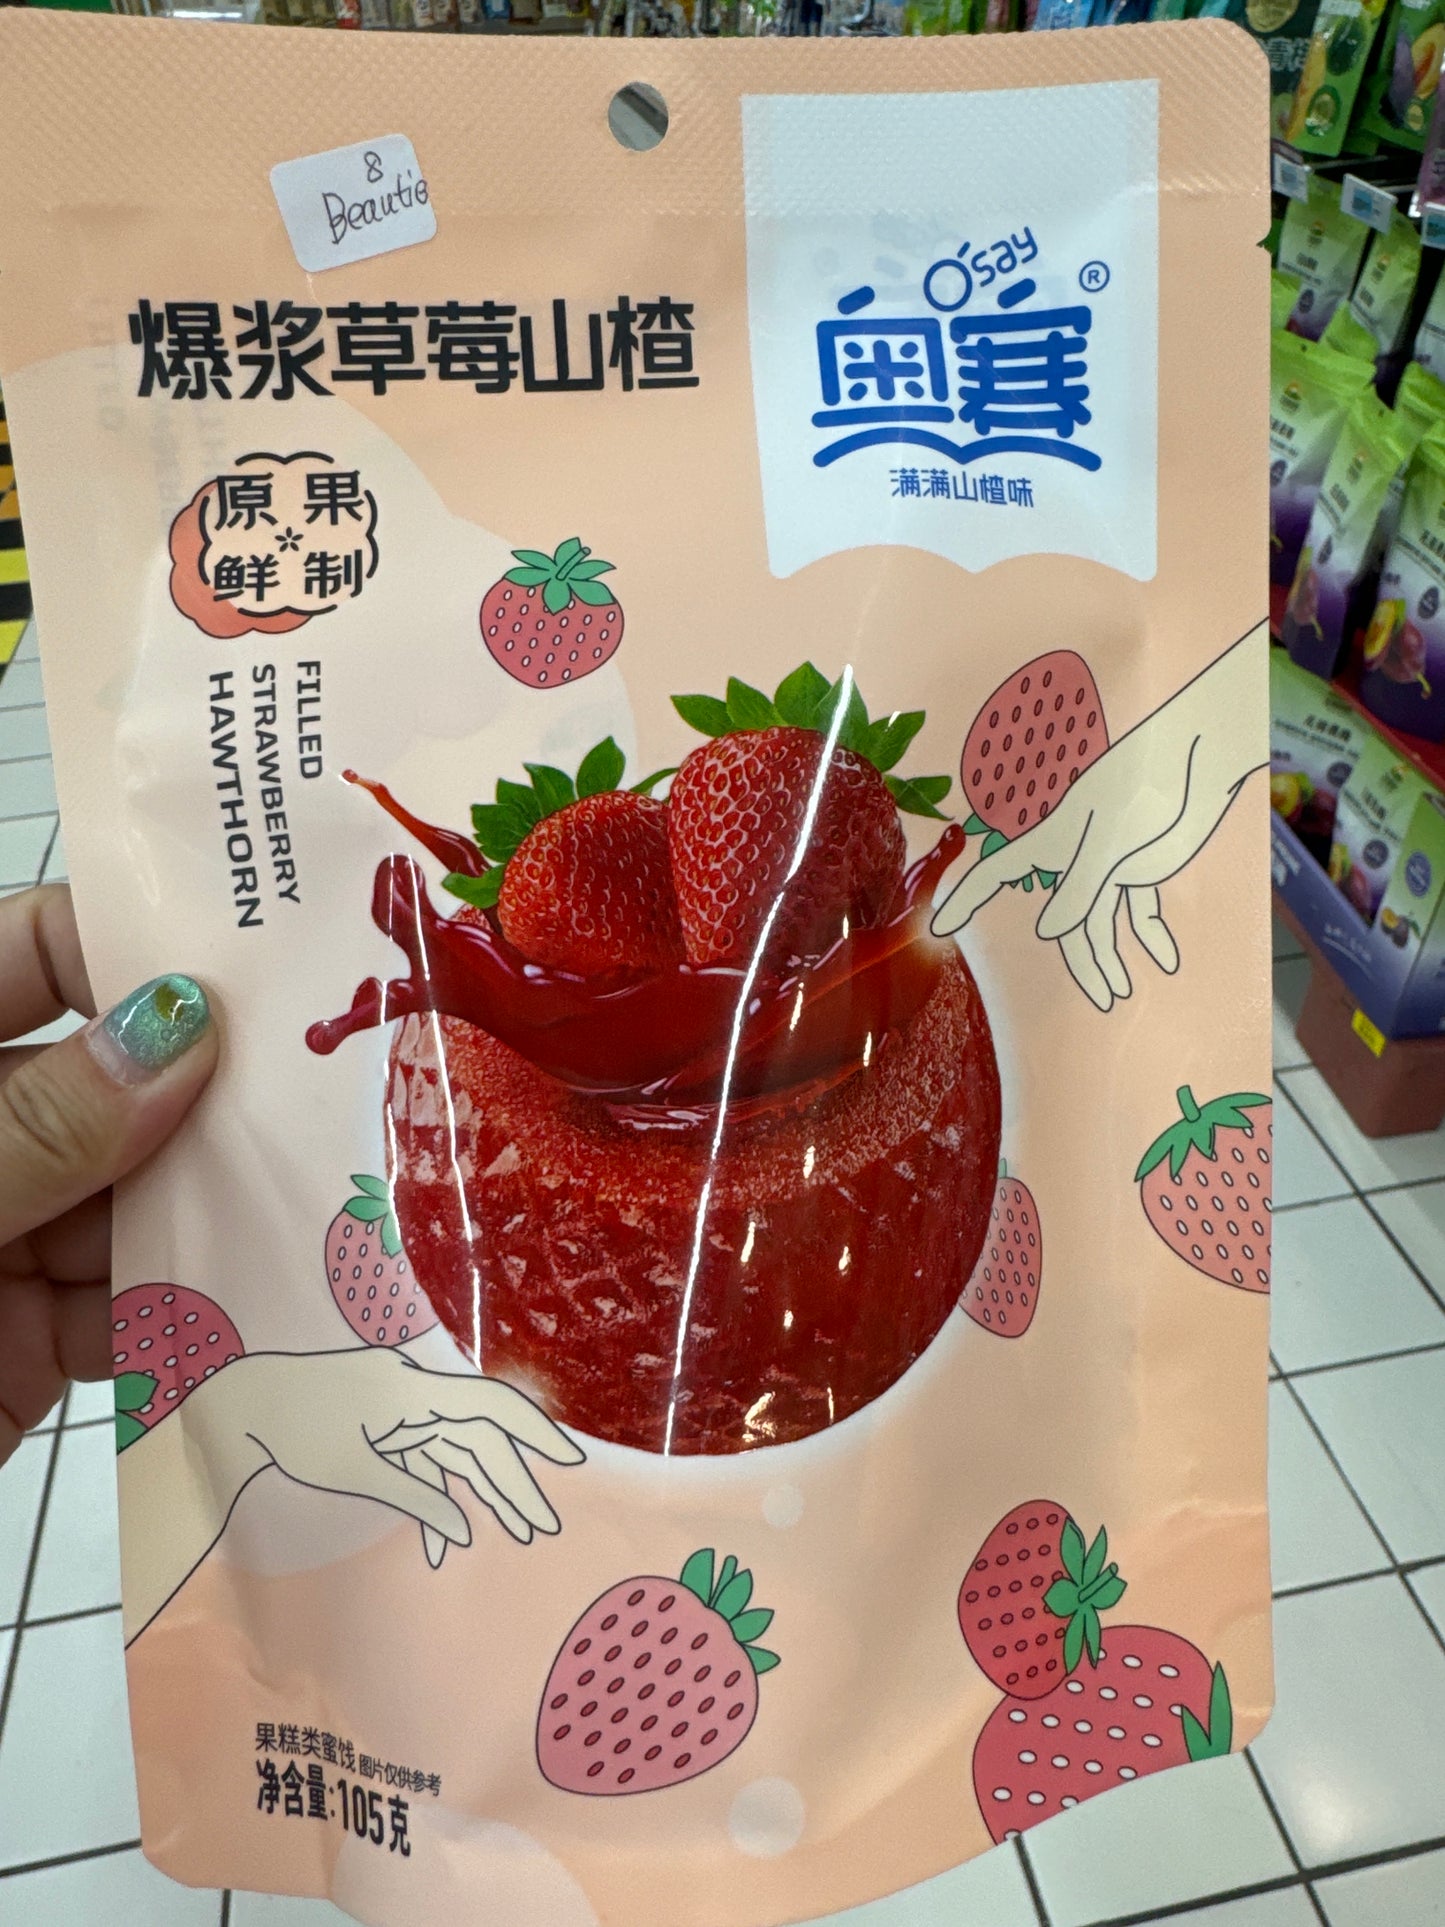 8
Beautie
O'say
®
奥赛
满满山楂味
爆浆草莓山楂
原果
鲜制
FILLED
STRAWBERRY
HAWTHORN
果糕类蜜饯 图片仅供参考
净含量:105克